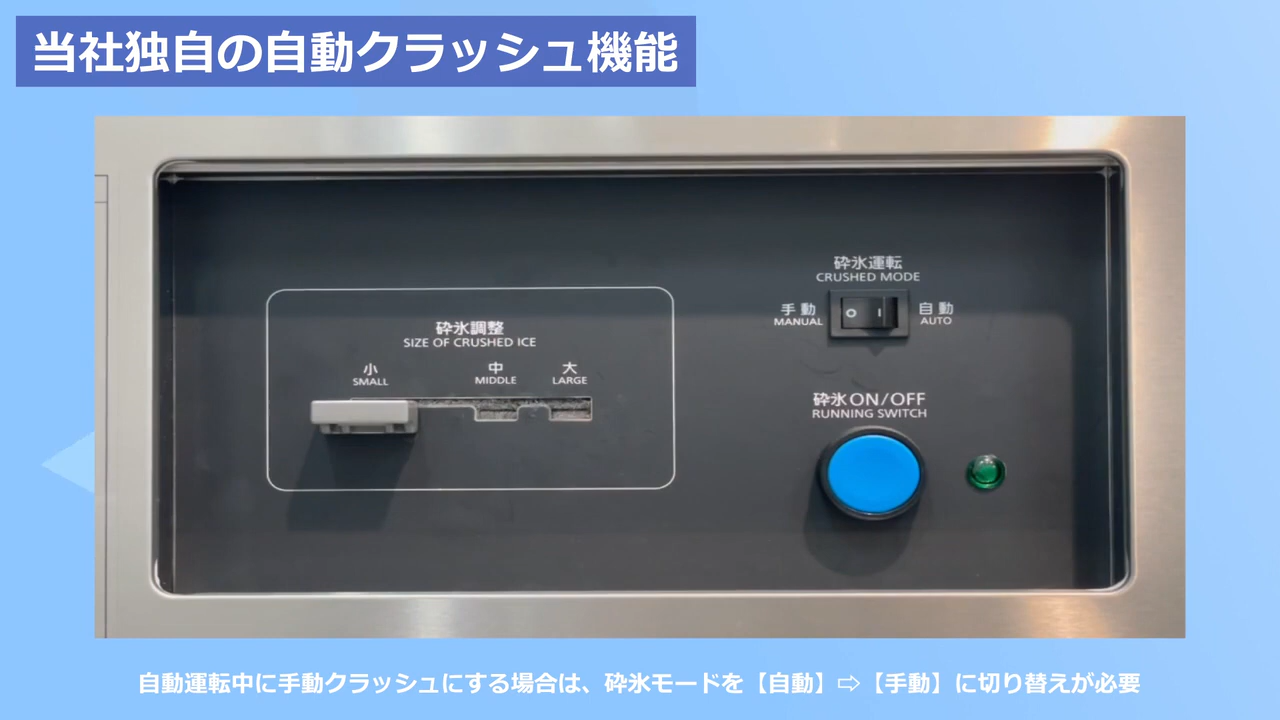 当社独自の自動クラッシュ機能
砕氷運転
CRUSHED MODE
手動
MANUAL
O I
自動
AUTO
砕氷調整
SIZE OF CRUSHED ICE
小 中 大
SMALL MIDDLE LARGE
砕氷ON/OFF
RUNNING SWITCH
自動運転中に手動クラッシュにする場合は、砕氷モードを【自動】⇨【手動】に切り替えが必要